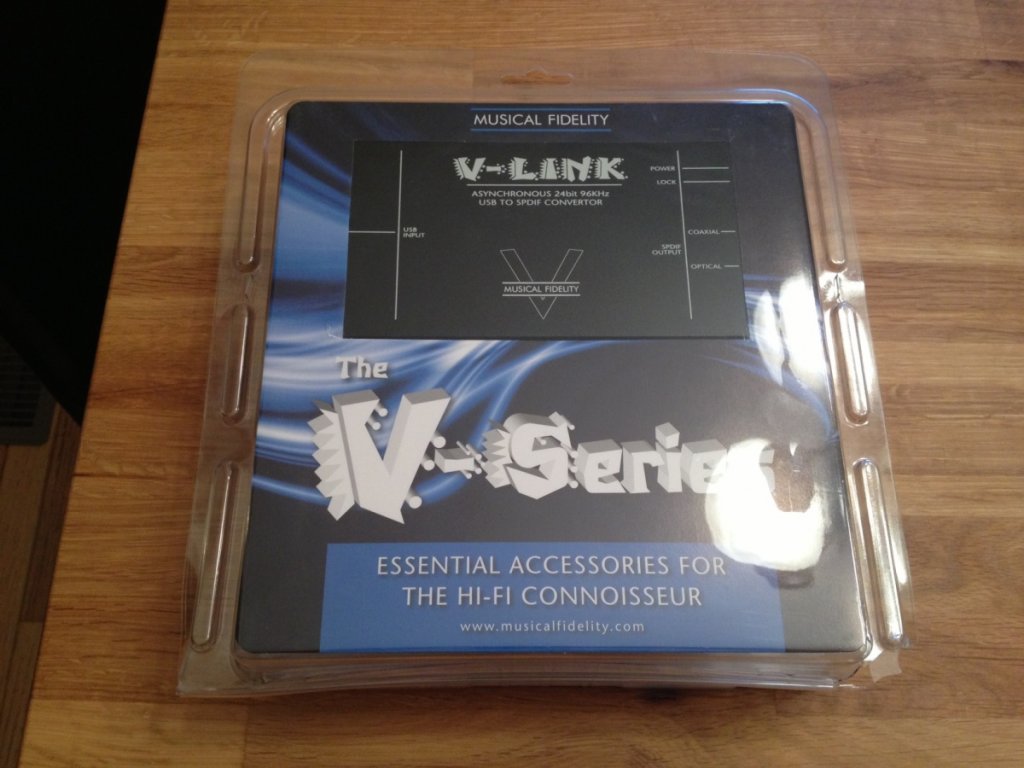 MUSICAL FIDELITY
V-LINK
ASYNCHRONOUS 24bit 96KHz
USB TO SPDIF CONVERTOR
POWER
LOCK
USB
INPUT
COAXIAL
SPDIF
OUTPUT
OPTICAL
MUSICAL FIDELITY
The
V-Series
ESSENTIAL ACCESSORIES FOR
THE HI-FI CONNOISSEUR
www.musicalfidelity.com